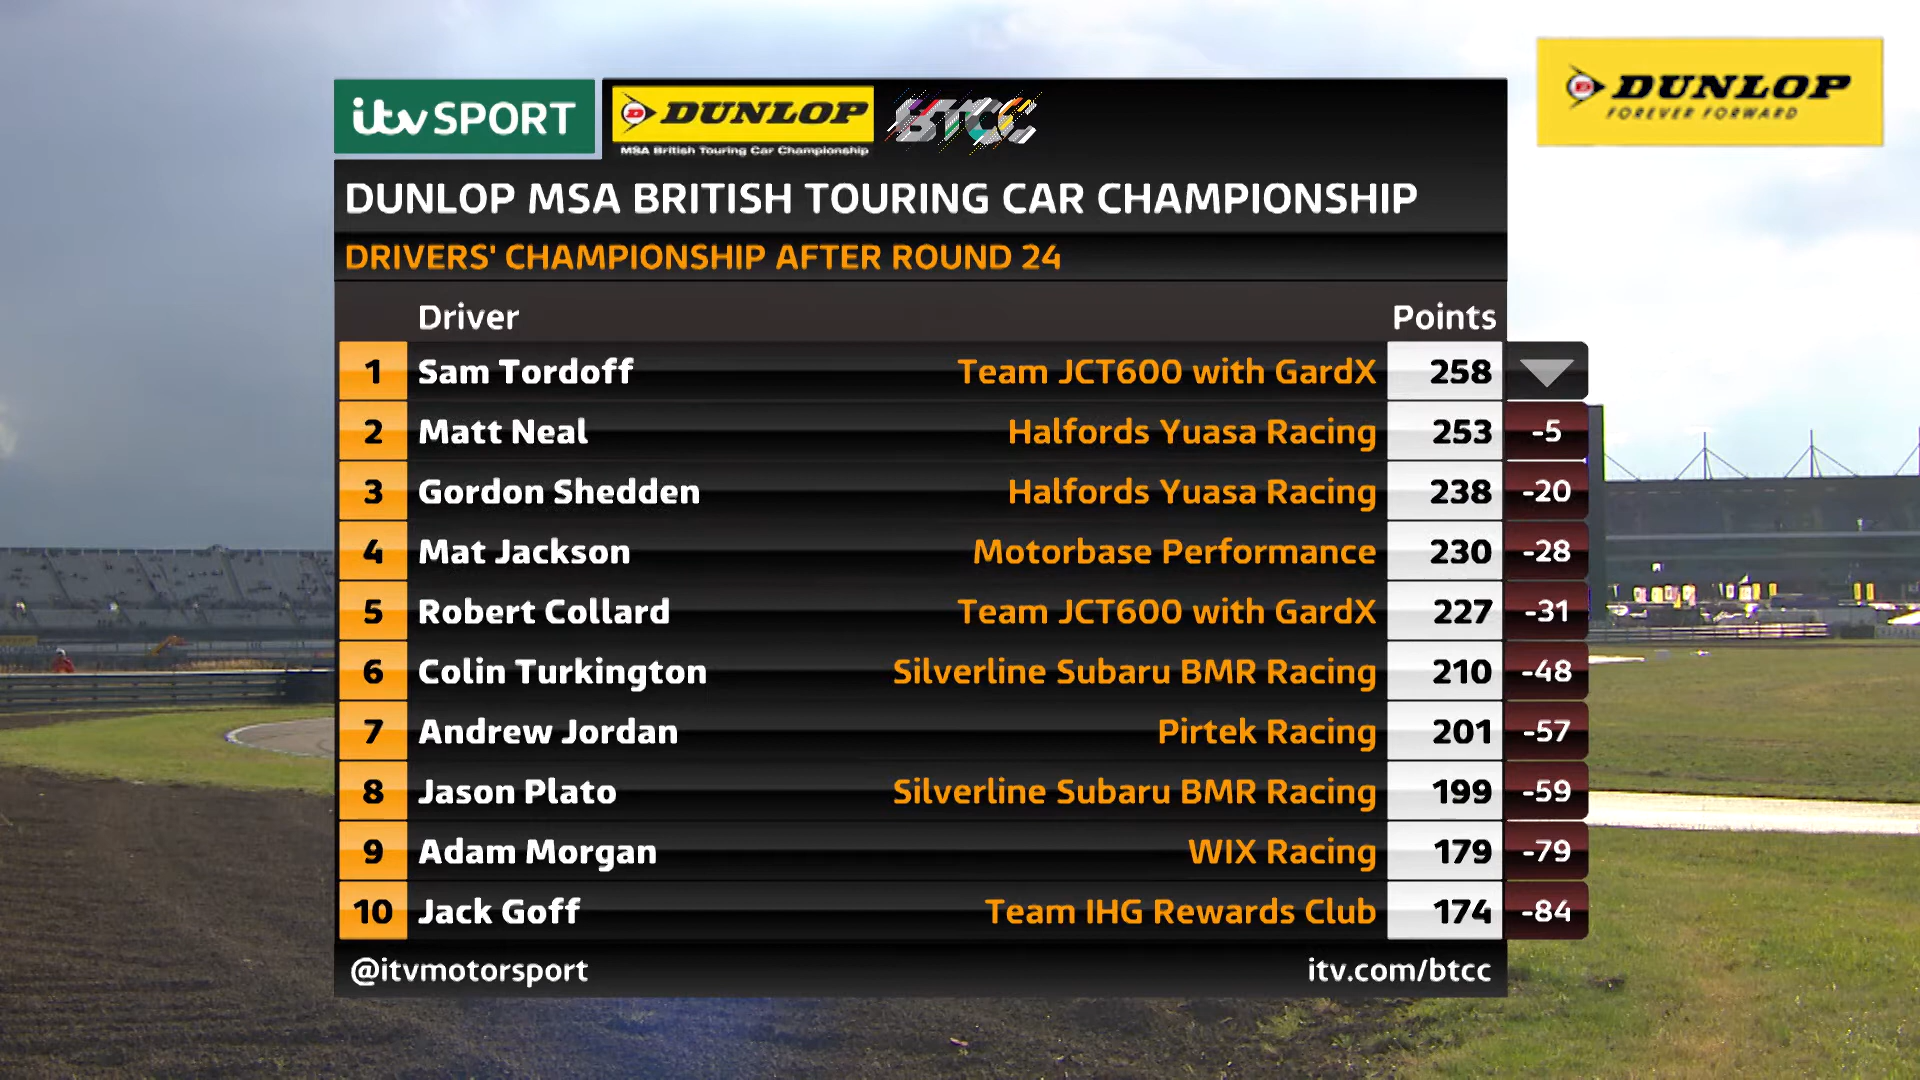 itv SPORT
DUNLOP
MSA British Touring Car Championship
BTCC
DUNLOP
FOREVER FORWARD
DUNLOP MSA BRITISH TOURING CAR CHAMPIONSHIP
DRIVERS' CHAMPIONSHIP AFTER ROUND 24
Driver Points
1 Sam Tordoff Team JCT600 with GardX 258
2 Matt Neal Halfords Yuasa Racing 253 -5
3 Gordon Shedden Halfords Yuasa Racing 238 -20
4 Mat Jackson Motorbase Performance 230 -28
5 Robert Collard Team JCT600 with GardX 227 -31
6 Colin Turkington Silverline Subaru BMR Racing 210 -48
7 Andrew Jordan Pirtek Racing 201 -57
8 Jason Plato Silverline Subaru BMR Racing 199 -59
9 Adam Morgan WIX Racing 179 -79
10 Jack Goff Team IHG Rewards Club 174 -84
@itvmotorsport itv.com/btcc